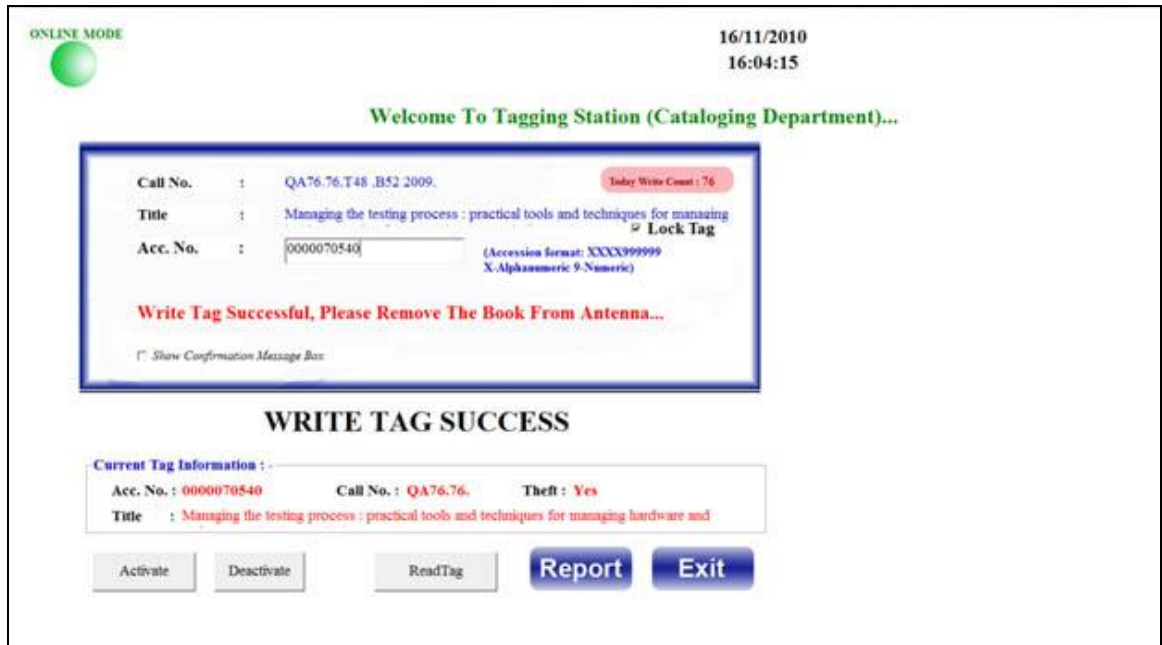 ONLINE MODE
16/11/2010
16:04:15
Welcome To Tagging Station (Cataloging Department)...
Call No. : QA76.76.T48 .B52 2009.
Today Write Count : 76
Title : Managing the testing process : practical tools and techniques for managing
Lock Tag
Acc. No. : 0000070540
(Accession format: XXXX999999
X-Alphanumeric 9-Numeric)
Write Tag Successful, Please Remove The Book From Antenna...
Show Confirmation Message Box
WRITE TAG SUCCESS
Current Tag Information : -
Acc. No. : 0000070540 Call No. : QA76.76. Theft : Yes
Title : Managing the testing process : practical tools and techniques for managing hardware and
Activate Deactivate ReadTag Report Exit